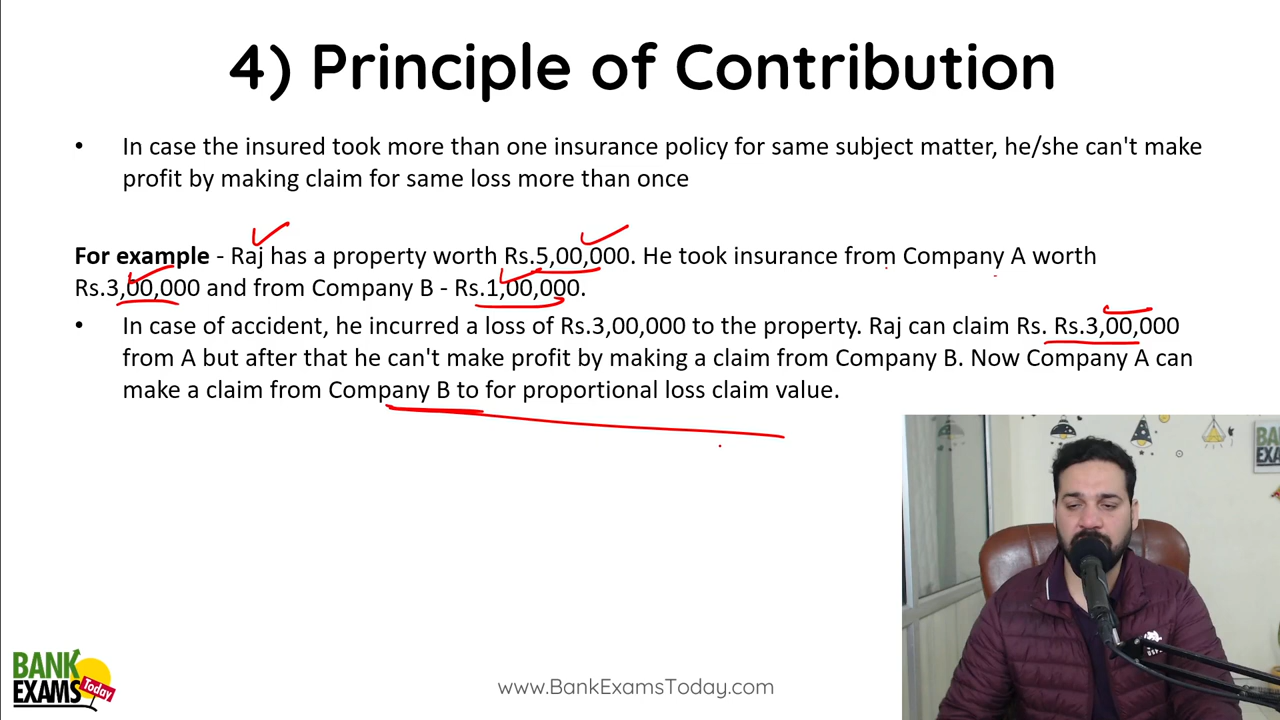 4) Principle of Contribution
• In case the insured took more than one insurance policy for same subject matter, he/she can't make
profit by making claim for same loss more than once
For example - Raj has a property worth Rs.5,00,000. He took insurance from Company A worth
Rs.3,00,000 and from Company B - Rs.1,00,000.
• In case of accident, he incurred a loss of Rs.3,00,000 to the property. Raj can claim Rs. Rs.3,00,000
from A but after that he can't make profit by making a claim from Company B. Now Company A can
make a claim from Company B to for proportional loss claim value.
BANK
EXA
BANK
EXAMS
Today
www.BankExamsToday.com